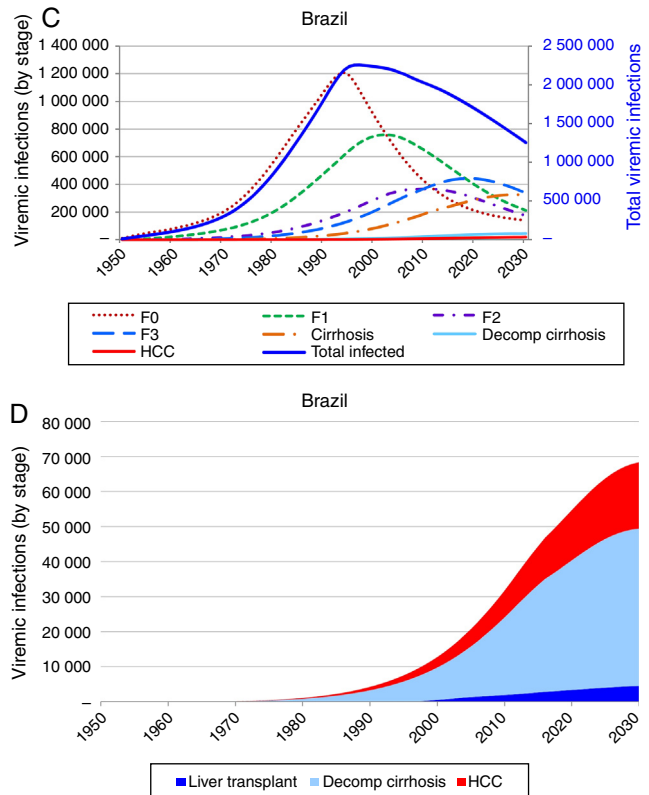 C
Brazil
Viremic infections (by stage)
1 400 000
1 200 000
1 000 000
800 000
600 000
400 000
200 000
–
2 500 000
2 000 000
1 500 000
1 000 000
500 000
–
Total viremic infections
1950 1960 1970 1980 1990 2000 2010 2020 2030
F0 F1 F2
F3 Cirrhosis Decomp cirrhosis
HCC Total infected
D
Brazil
Viremic infections (by stage)
80 000
70 000
60 000
50 000
40 000
30 000
20 000
10 000
–
1950 1960 1970 1980 1990 2000 2010 2020 2030
Liver transplant Decomp cirrhosis HCC